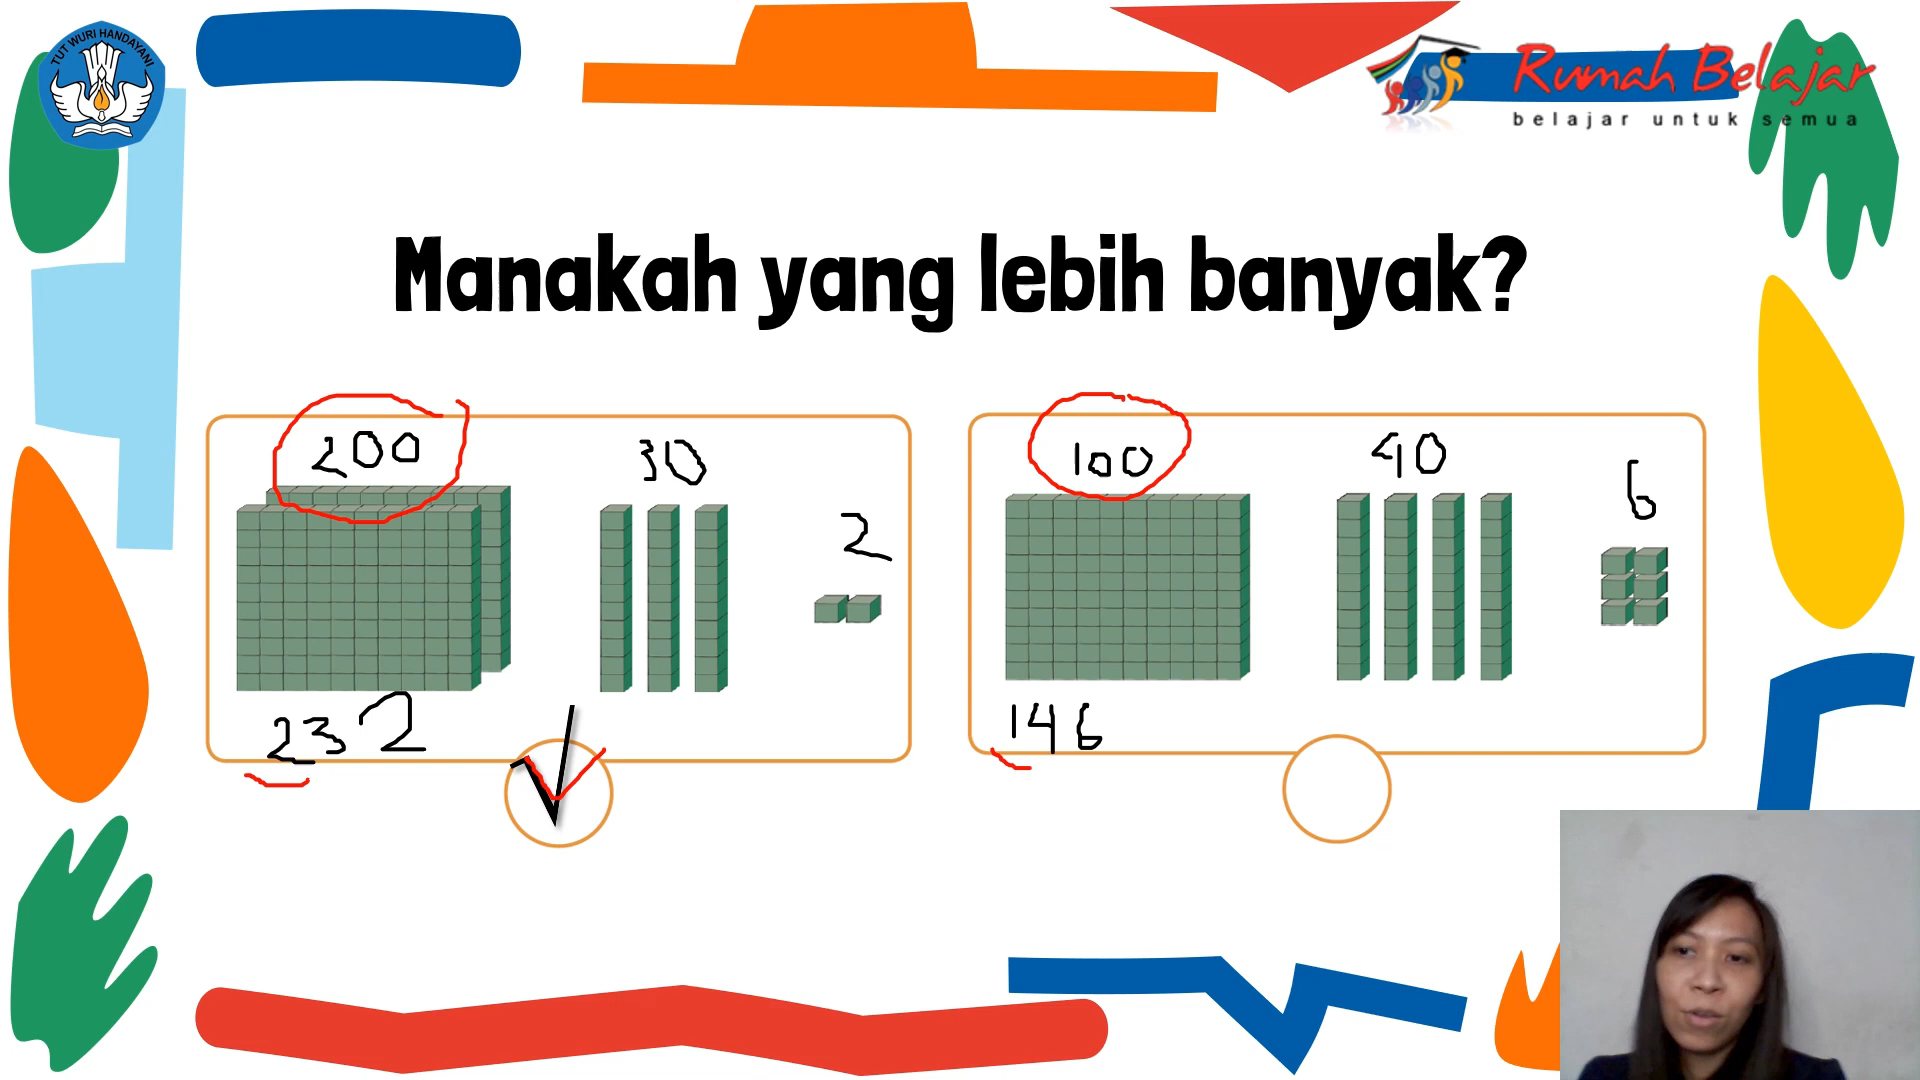 TUT WURI HANDAYANI
Rumah Belajar
belajar untuk semua
Manakah yang lebih banyak?
200 30 2
232
100 40 6
146